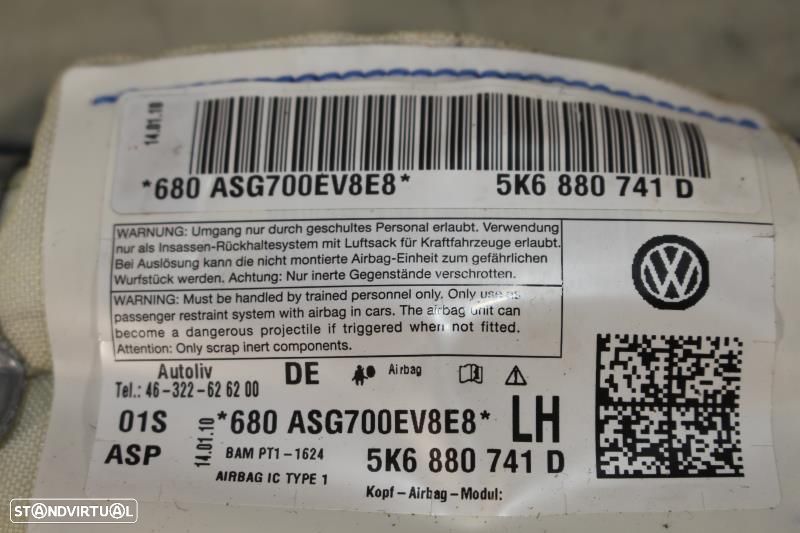 14.01.10
*680 ASG700EV8E8* 5K6 880 741 D
WARNUNG: Umgang nur durch geschultes Personal erlaubt. Verwendung
nur als Insassen-Rückhaltesystem mit Luftsack für Kraftfahrzeuge erlaubt.
Bei Auslösung kann die nicht montierte Airbag-Einheit zum gefährlichen
Wurfstück werden. Achtung: Nur inerte Gegenstände verschrotten.
WARNING: Must be handled by trained personnel only. Only use as
passenger restraint system with airbag in cars. The airbag unit can
become a dangerous projectile if triggered when not fitted.
Attention: Only scrap inert components.
Autoliv DE Airbag
Tel.: 46-322-62 62 00
01S 14.01.10 *680 ASG700EV8E8* LH
ASP BAM PT1-1624 5K6 880 741 D
AIRBAG IC TYPE 1 Kopf-Airbag-Modul:
STANDVIRTUAL